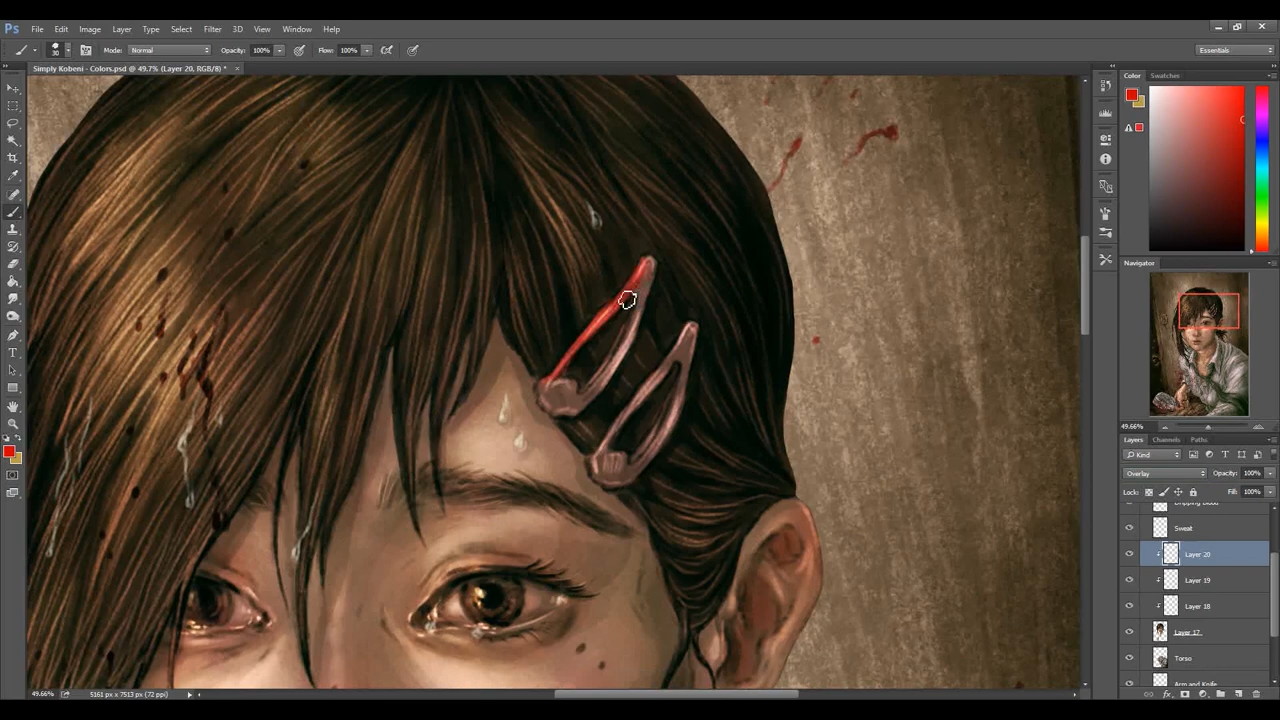 Ps File Edit Image Layer Type Select Filter 3D View Window Help
30 Mode: Normal Opacity: 100% Flow: 100% Essentials
Simply Kobeni - Colors.psd @ 49.7% (Layer 20, RGB/8) * ×
Color Swatches
Navigator
49.66%
Layers Channels Paths
Kind
Overlay Opacity: 100%
Lock: Fill: 100%
Dripping Blood
Sweat
Layer 20
Layer 19
Layer 18
Layer 17
Torso
Arm and Knife
49.66% 5161 px x 7513 px (72 ppi)